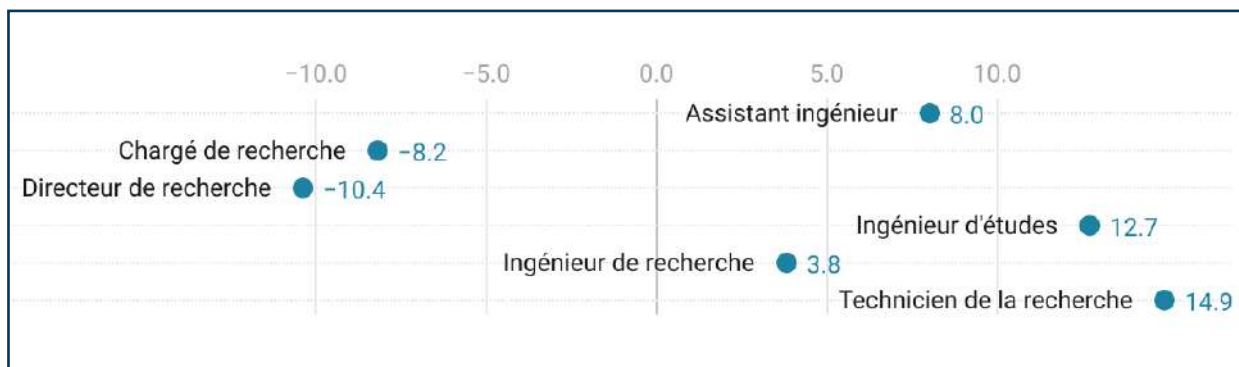 −10.0 −5.0 0.0 5.0 10.0
Assistant ingénieur 8.0
Chargé de recherche −8.2
Directeur de recherche −10.4
Ingénieur d'études 12.7
Ingénieur de recherche 3.8
Technicien de la recherche 14.9